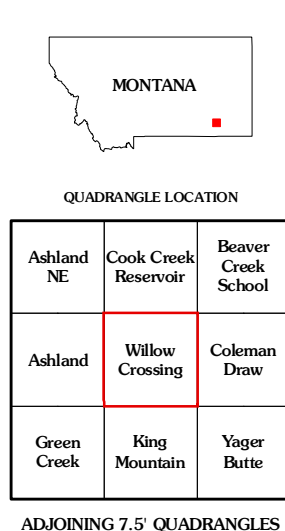 MONTANA
QUADRANGLE LOCATION
Ashland
NE
Cook Creek
Reservoir
Beaver
Creek
School
Ashland
Willow
Crossing
Coleman
Draw
Green
Creek
King
Mountain
Yager
Butte
ADJOINING 7.5' QUADRANGLES